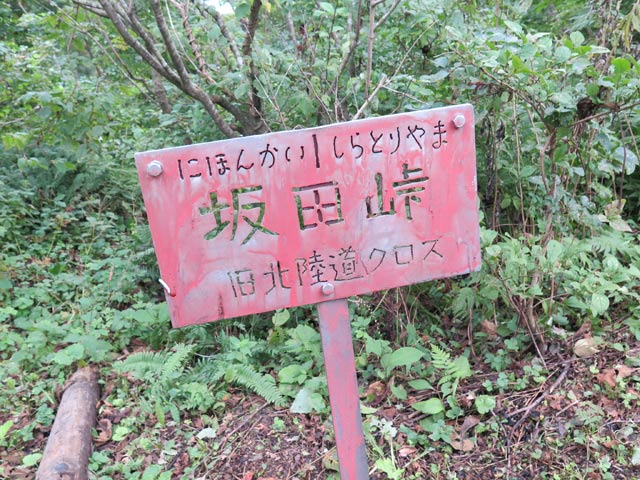 にほんかい|しらとりやま
坂田峠
旧北陸道クロス